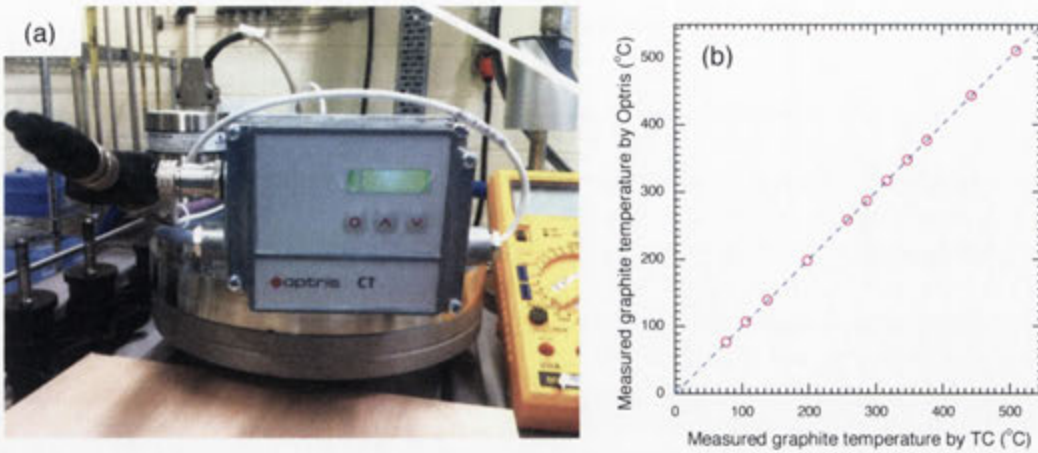 (a)
optris CT
(b)
Measured graphite temperature by Optris (°C)
500
400
300
200
100
0
0 100 200 300 400 500
Measured graphite temperature by TC (°C)